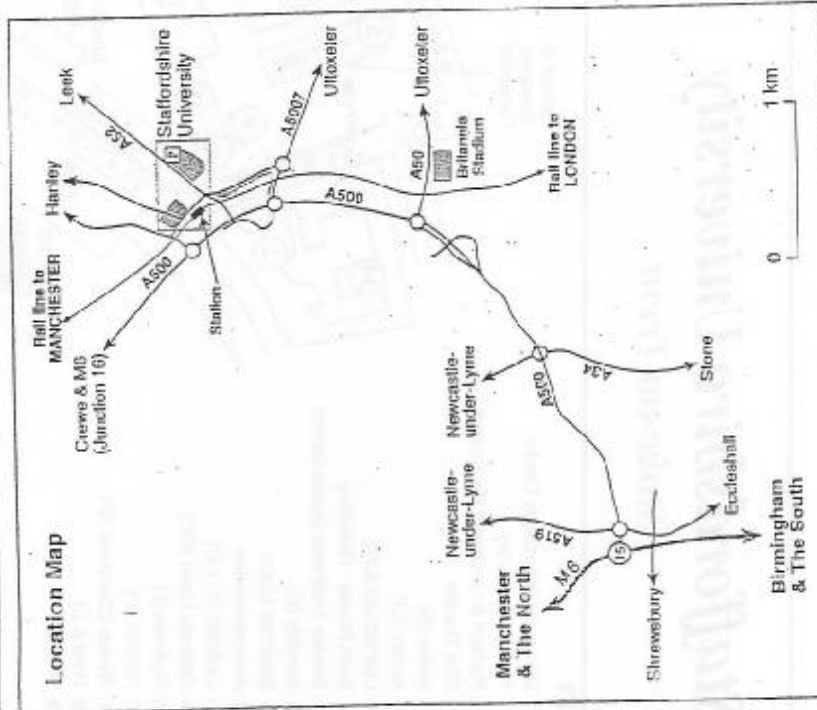 Location Map
Rail line to
MANCHESTER
Hanley
Leek
Crewe & M6
(Junction 16)
A500
A52
Staffordshire
University
P
Station
A5007
Uttoxeter
A500
A50
Uttoxeter
Britannia
Stadium
Rail line to
LONDON
Newcastle-
under-Lyme
A500
A34
Stone
Newcastle-
under-Lyme
A519
Eccleshall
Manchester
& The North
M6
15
Shrewsbury
Birmingham
& The South
0
1 km